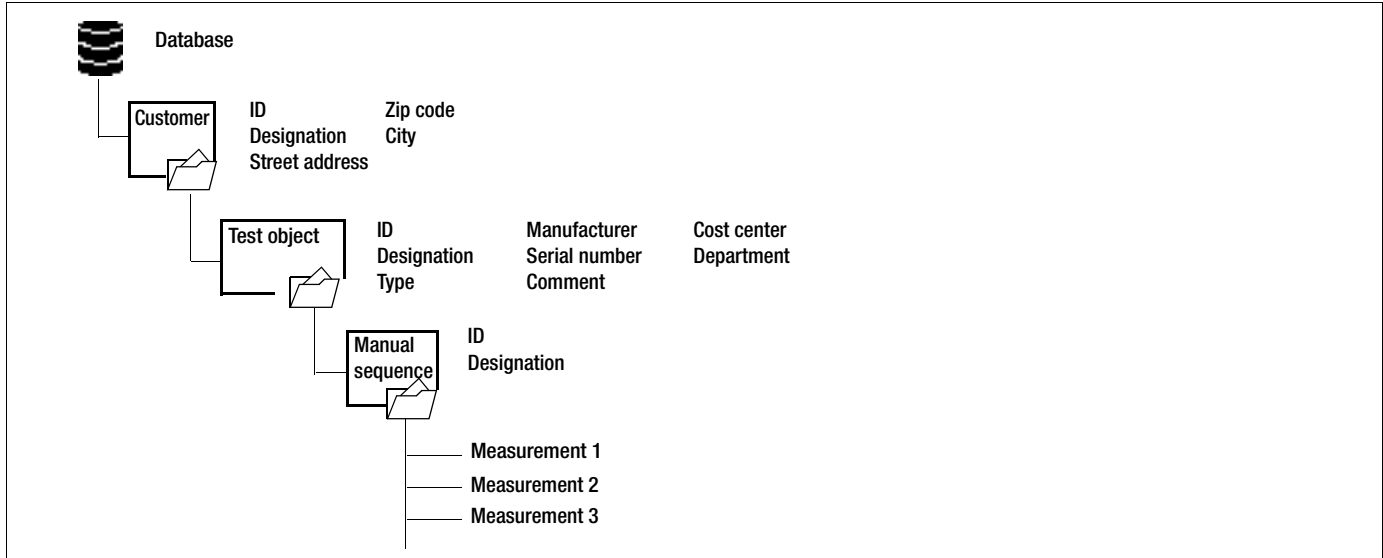 Database
Customer
ID Zip code
Designation City
Street address
Test object
ID Manufacturer Cost center
Designation Serial number Department
Type Comment
Manual
sequence
ID
Designation
Measurement 1
Measurement 2
Measurement 3